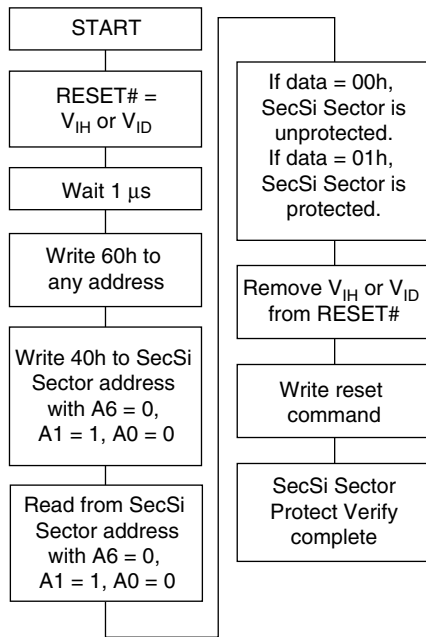 START
RESET# =
V_IH or V_ID
Wait 1 μs
Write 60h to
any address
Write 40h to SecSi
Sector address
with A6 = 0,
A1 = 1, A0 = 0
Read from SecSi
Sector address
with A6 = 0,
A1 = 1, A0 = 0
If data = 00h,
SecSi Sector is
unprotected.
If data = 01h,
SecSi Sector is
protected.
Remove V_IH or V_ID
from RESET#
Write reset
command
SecSi Sector
Protect Verify
complete